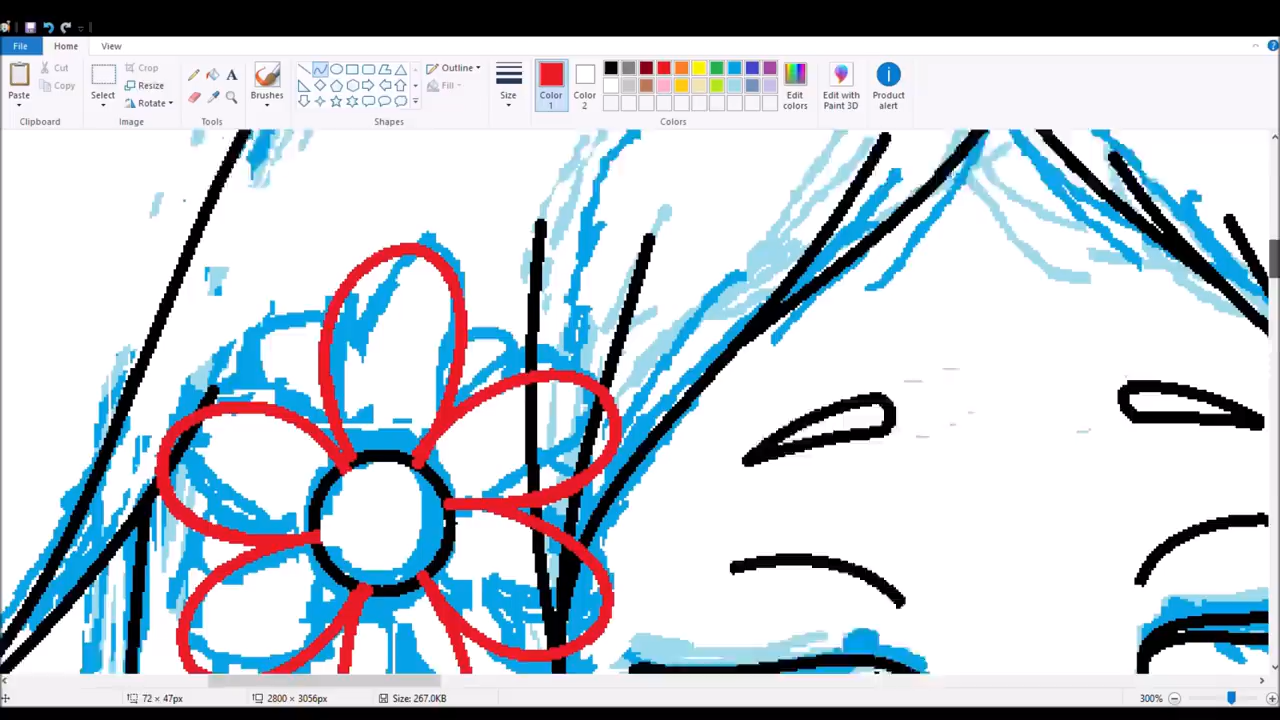 File Home View
Paste
Cut
Copy
Clipboard
Select
Crop
Resize
Rotate
Image
A
Tools
Brushes
Outline
Fill
Shapes
Size
Color
1
Color
2
Edit
colors
Colors
Edit with
Paint 3D
Product
alert
72 × 47px 2800 × 3056px Size: 267.0KB 300%